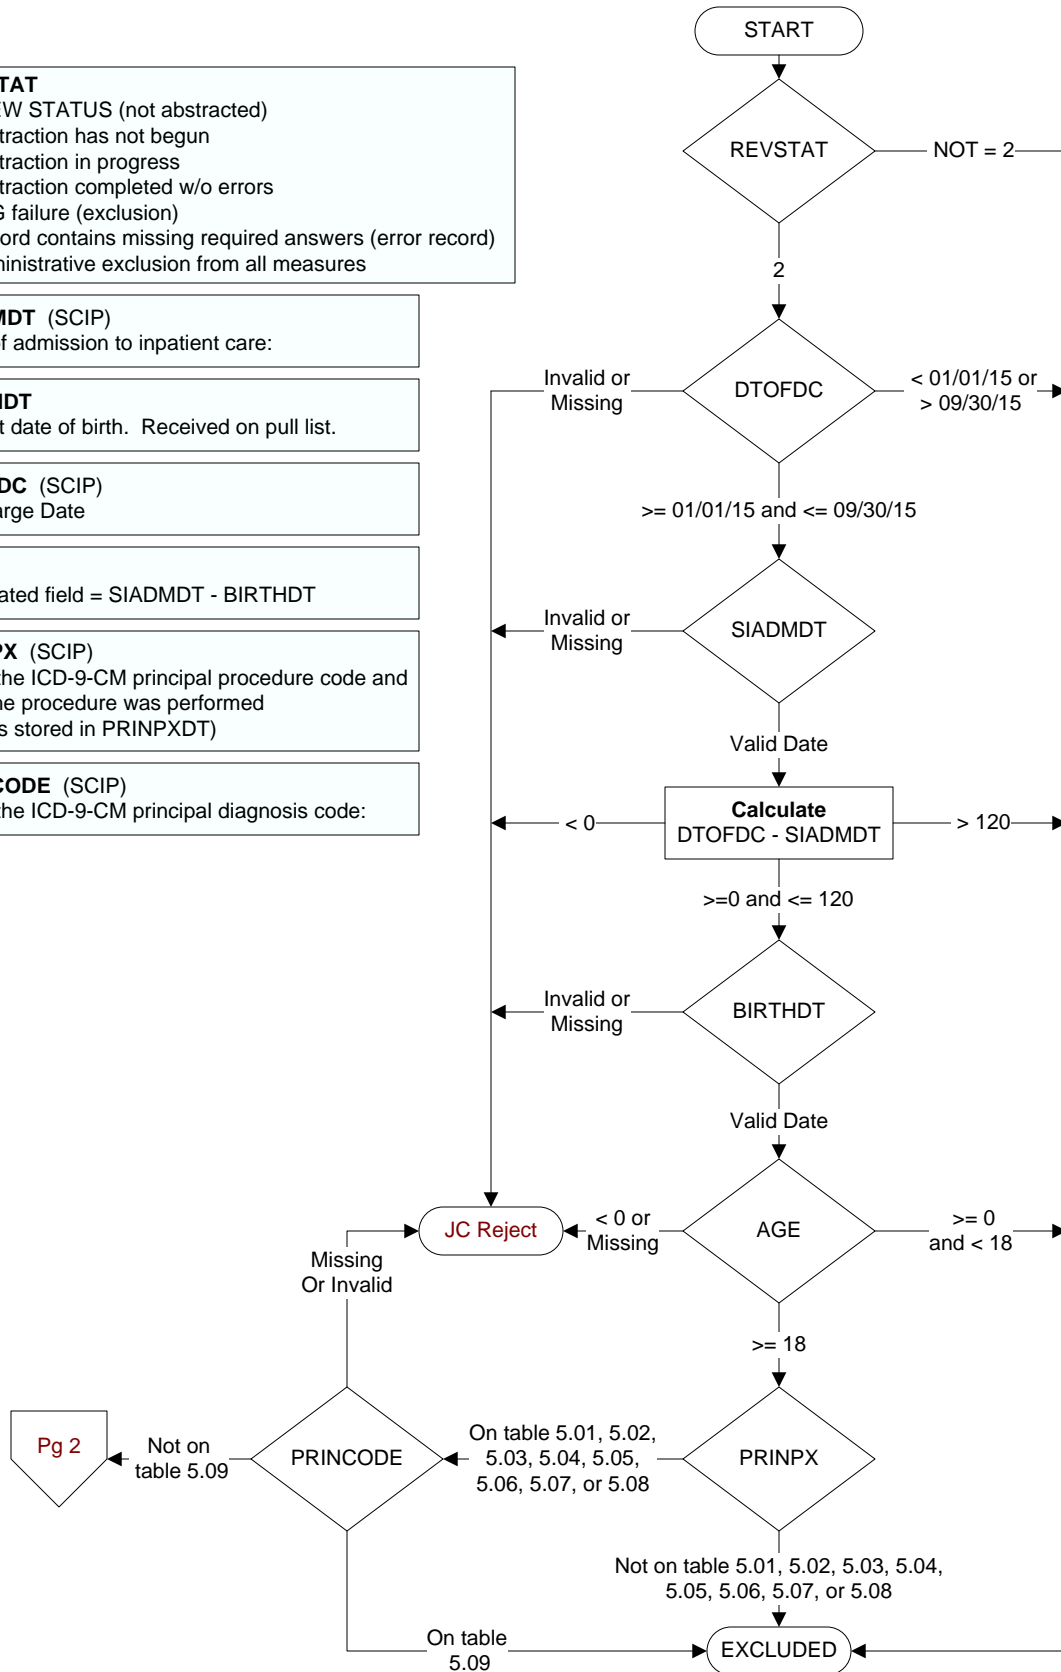 START
TAT
EW STATUS (not abstracted)
traction has not begun
traction in progress
traction completed w/o errors
G failure (exclusion)
ord contains missing required answers (error record)
ministrative exclusion from all measures
REVSTAT
NOT = 2
2
MDT (SCIP)
of admission to inpatient care:
HDT
t date of birth. Received on pull list.
DC (SCIP)
arge Date
ated field = SIADMDT - BIRTHDT
PX (SCIP)
the ICD-9-CM principal procedure code and
he procedure was performed
s stored in PRINPXDT)
CODE (SCIP)
the ICD-9-CM principal diagnosis code:
Invalid or
Missing
DTOFDC
< 01/01/15 or
> 09/30/15
>= 01/01/15 and <= 09/30/15
Invalid or
Missing
SIADMDT
Valid Date
< 0
Calculate
DTOFDC - SIADMDT
> 120
>=0 and <= 120
Invalid or
Missing
BIRTHDT
Valid Date
JC Reject
< 0 or
Missing
AGE
>= 0
and < 18
Missing
Or Invalid
>= 18
Pg 2
Not on
table 5.09
PRINCODE
On table 5.01, 5.02,
5.03, 5.04, 5.05,
5.06, 5.07, or 5.08
PRINPX
Not on table 5.01, 5.02, 5.03, 5.04,
5.05, 5.06, 5.07, or 5.08
On table
5.09
EXCLUDED